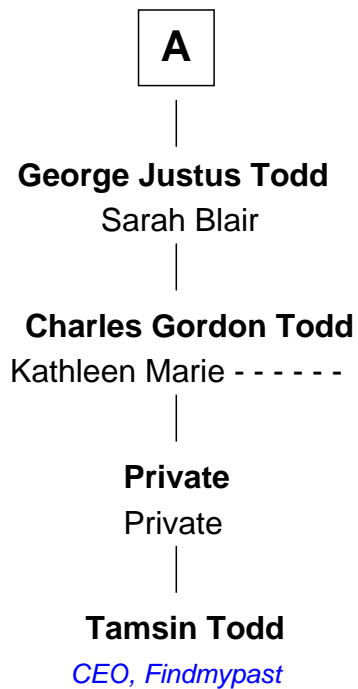 A
George Justus Todd
Sarah Blair
Charles Gordon Todd
Kathleen Marie - - - - - -
Private
Private
Tamsin Todd
CEO, Findmypast